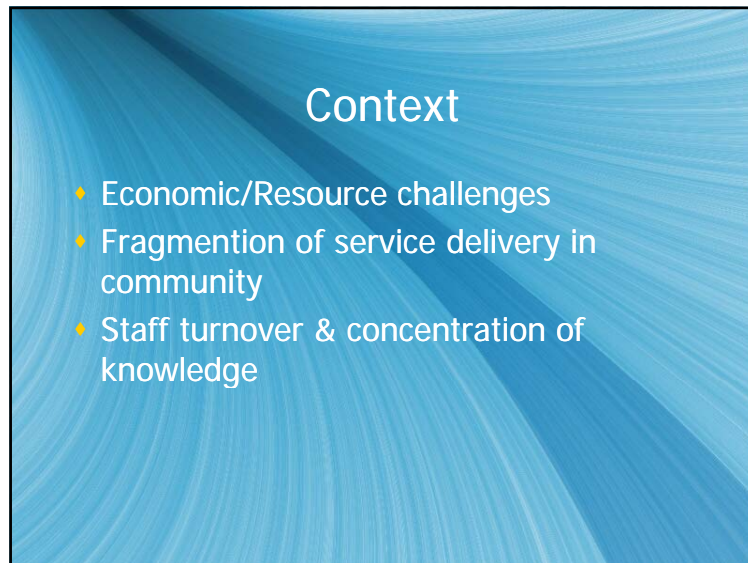 Context
Economic/Resource challenges
Fragmention of service delivery in
community
Staff turnover & concentration of
knowledge